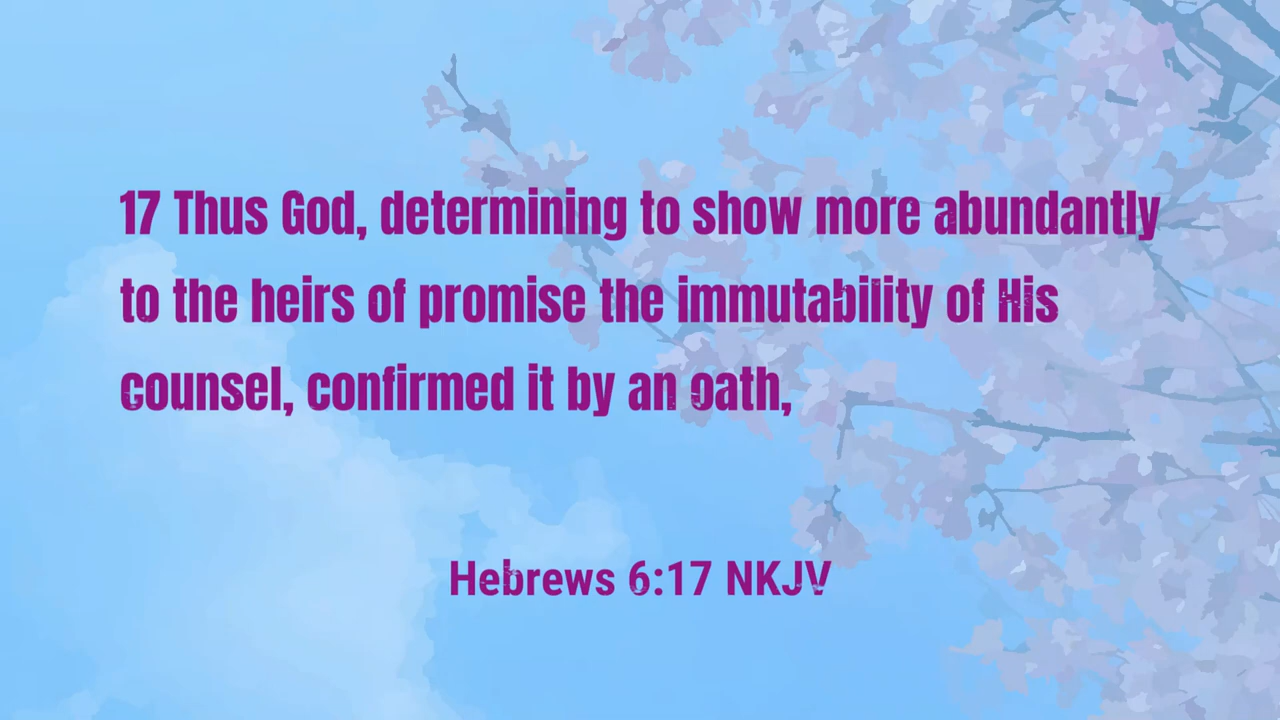 17 Thus God, determining to show more abundantly
to the heirs of promise the immutability of His
counsel, confirmed it by an oath,
Hebrews 6:17 NKJV